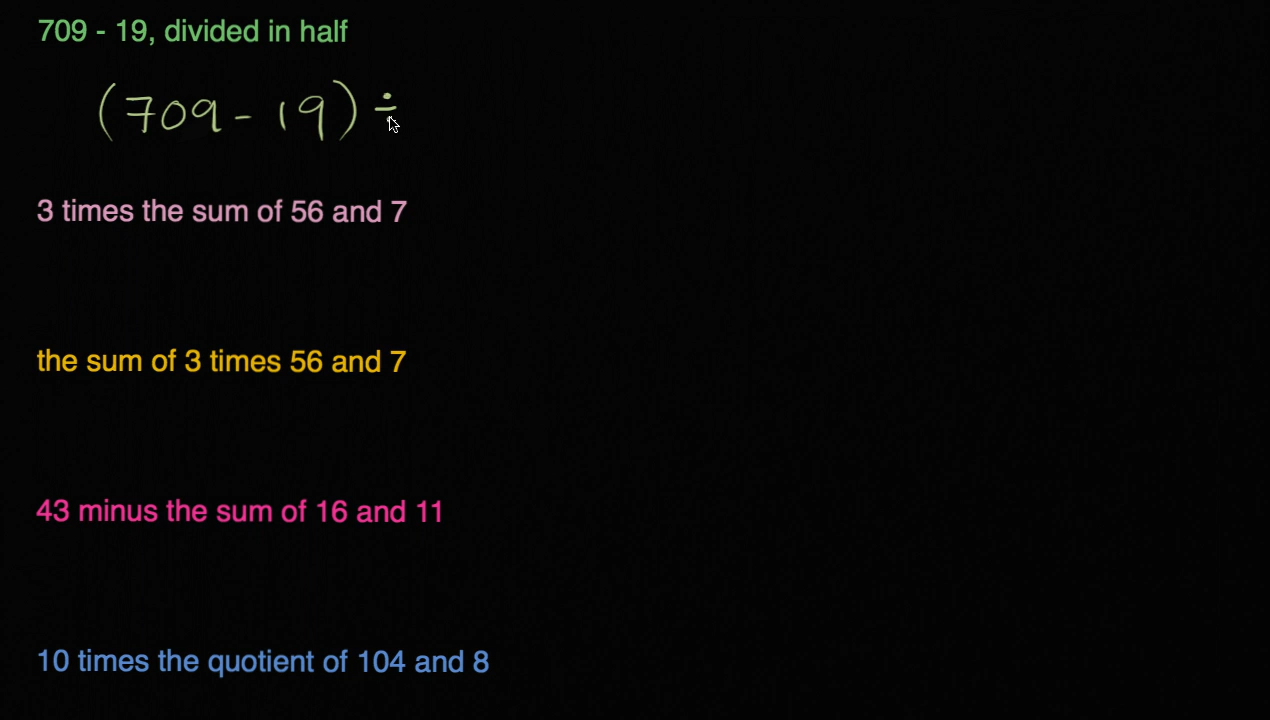 709 - 19, divided in half
(709 - 19) ÷
3 times the sum of 56 and 7
the sum of 3 times 56 and 7
43 minus the sum of 16 and 11
10 times the quotient of 104 and 8